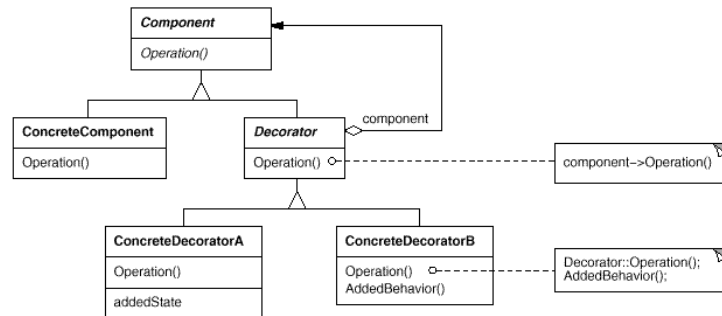 Component
Operation()
component
ConcreteComponent
Operation()
Decorator
Operation()
component->Operation()
ConcreteDecoratorA
Operation()
addedState
ConcreteDecoratorB
Operation()
AddedBehavior()
Decorator::Operation();
AddedBehavior();